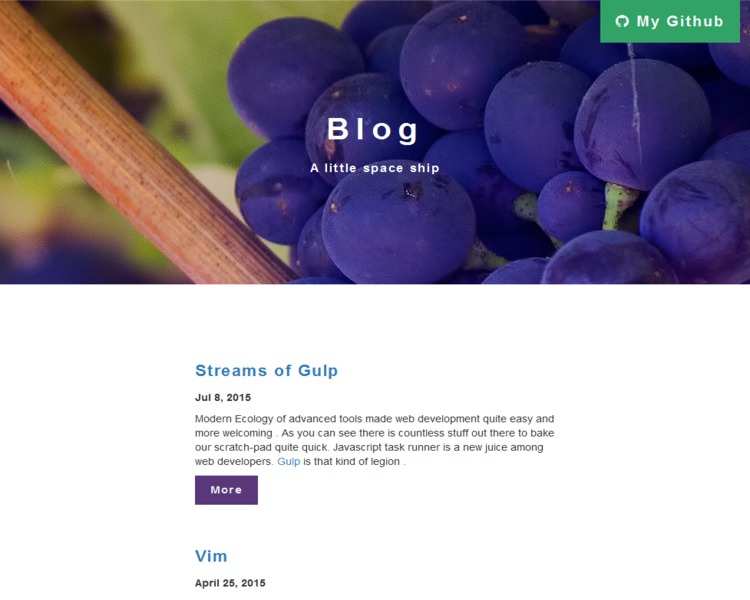 My Github
Blog
A little space ship
Streams of Gulp
Jul 8, 2015
Modern Ecology of advanced tools made web development quite easy and
more welcoming . As you can see there is countless stuff out there to bake
our scratch-pad quite quick. Javascript task runner is a new juice among
web developers. Gulp is that kind of legion .
More
Vim
April 25, 2015